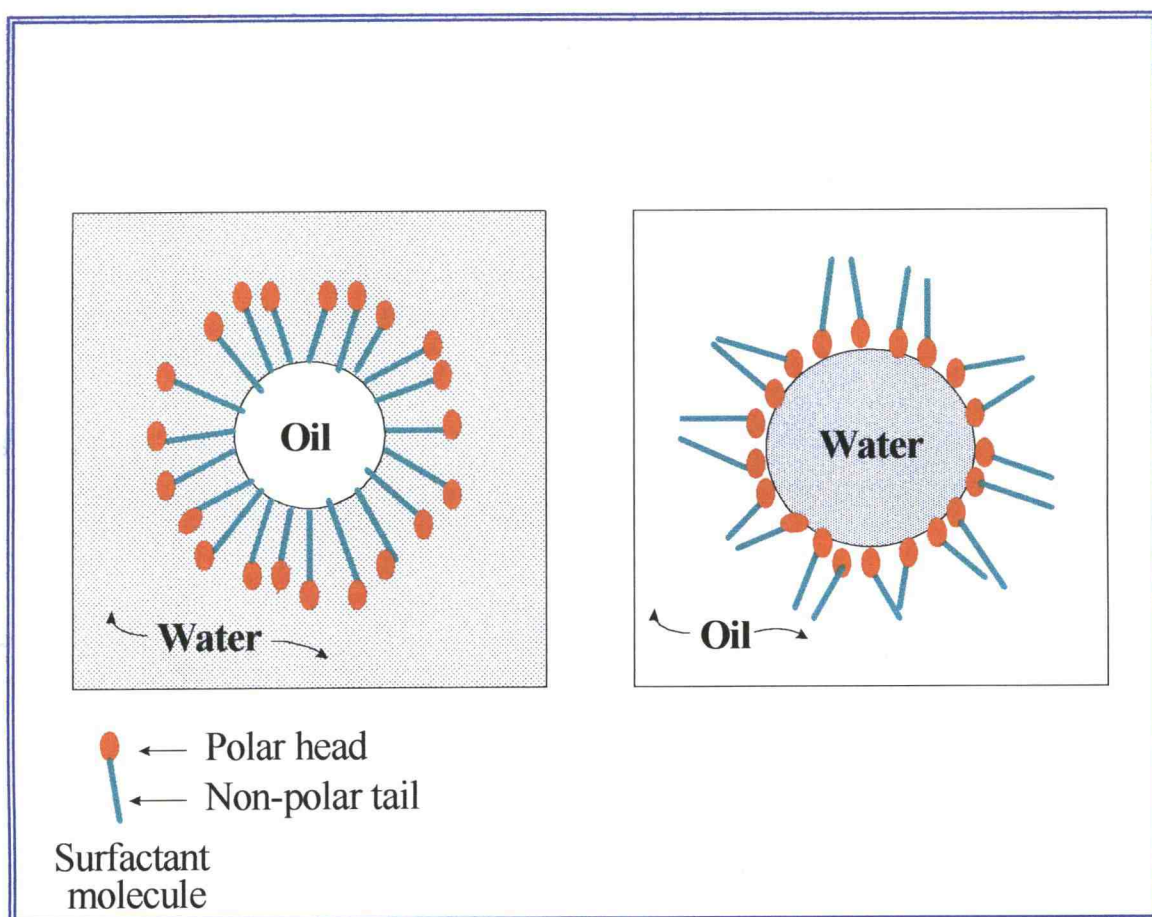 Oil
Water
Water
Oil
Polar head
Non-polar tail
Surfactant
molecule